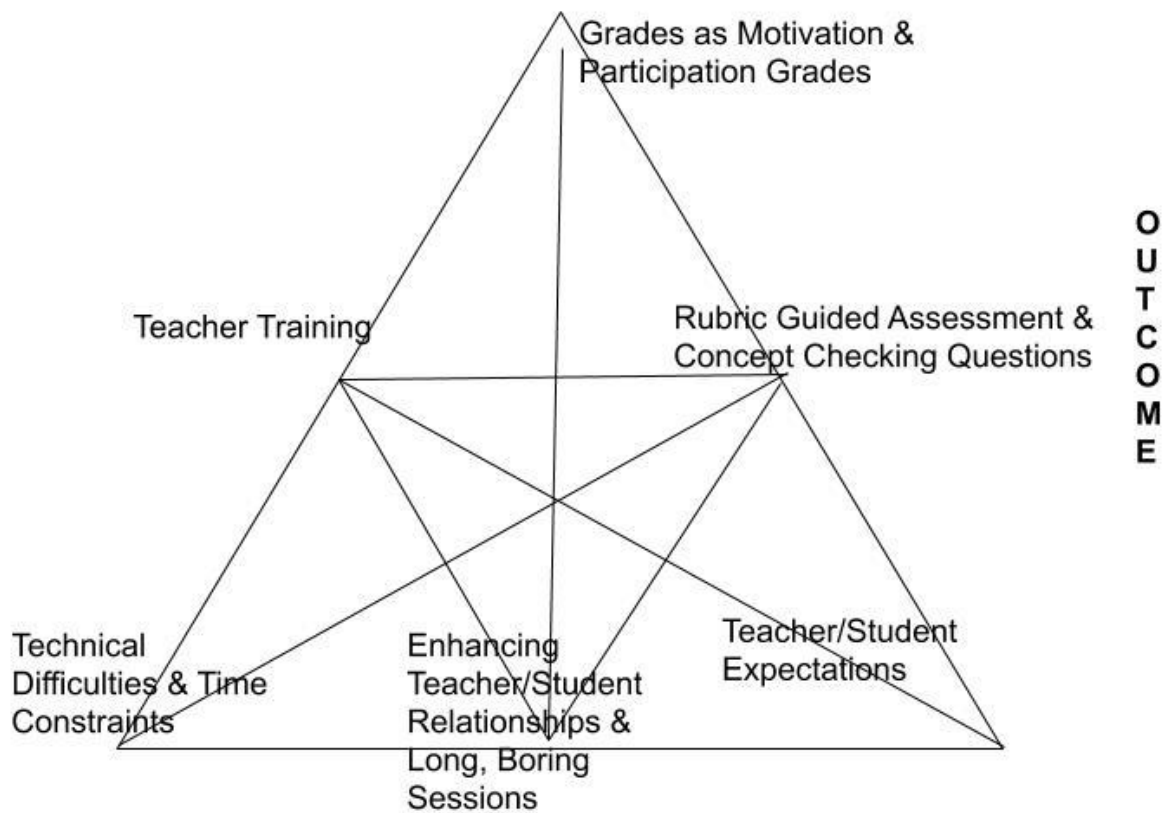 Grades as Motivation &
Participation Grades
Teacher Training
Rubric Guided Assessment &
Concept Checking Questions
O
U
T
C
O
M
E
Technical
Difficulties & Time
Constraints
Enhancing
Teacher/Student
Relationships &
Long, Boring
Sessions
Teacher/Student
Expectations